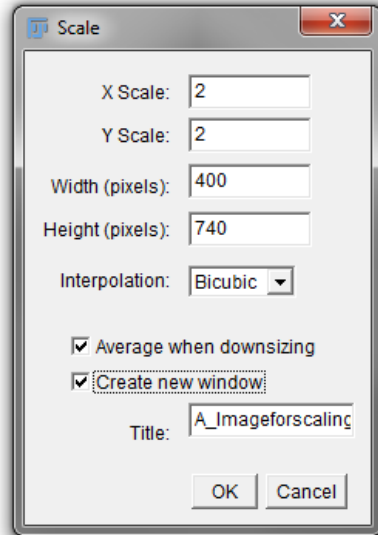 Scale
X Scale: 2
Y Scale: 2
Width (pixels): 400
Height (pixels): 740
Interpolation: Bicubic
Average when downsizing
Create new window
Title: A_Imageforscaling
OK Cancel